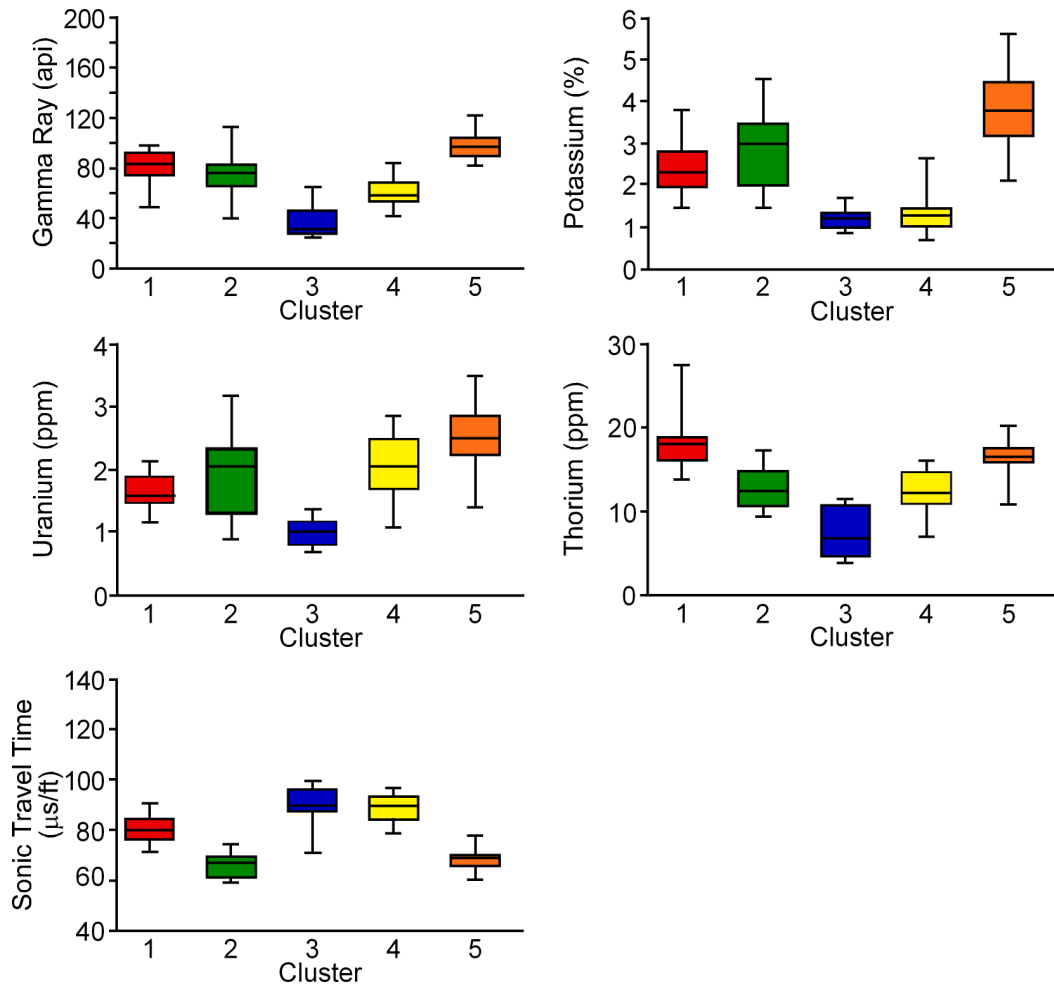 Gamma Ray (api)
200
160
120
80
40
0
1 2 3 4 5
Cluster
Potassium (%)
6
5
4
3
2
1
0
1 2 3 4 5
Cluster
Uranium (ppm)
4
3
2
1
0
1 2 3 4 5
Cluster
Thorium (ppm)
30
20
10
0
1 2 3 4 5
Cluster
Sonic Travel Time
(μs/ft)
140
120
100
80
60
40
1 2 3 4 5
Cluster